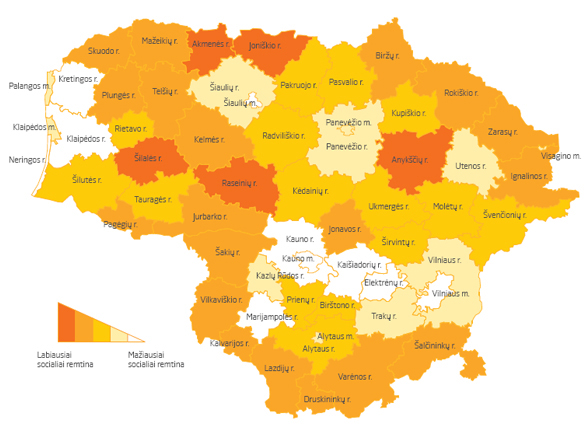 Skuodo r.
Mažeikių r.
Akmenės r.
Joniškio r.
Biržų r.
Palangos m.
Kretingos r.
Plungės r.
Telšių r.
Šiaulių r.
Šiaulių m.
Pakruojo r.
Pasvalio r.
Rokiškio r.
Klaipėdos m.
Klaipėdos r.
Rietavo r.
Kelmės r.
Radviliškio r.
Panevėžio m.
Panevėžio r.
Kupiškio r.
Zarasų r.
Neringos r.
Šilalės r.
Anykščių r.
Utenos r.
Visagino m.
Ignalinos r.
Šilutės r.
Tauragės r.
Raseinių r.
Kėdainių r.
Ukmergės r.
Molėtų r.
Švenčionių r.
Pagėgių r.
Jurbarko r.
Jonavos r.
Širvintų r.
Kauno r.
Kauno m.
Šakių r.
Kaišiadorių r.
Vilniaus r.
Kazlų Rūdos r.
Elektrėnų r.
Vilniaus m.
Vilkaviškio r.
Prienų r.
Birštono r.
Marijampolės r.
Trakų r.
Kalvarijos r.
Alytaus m.
Alytaus r.
Šalčininkų r.
Lazdijų r.
Varėnos r.
Druskininkų r.
Labiausiai
socialiai remtina
Mažiausiai
socialiai remtina